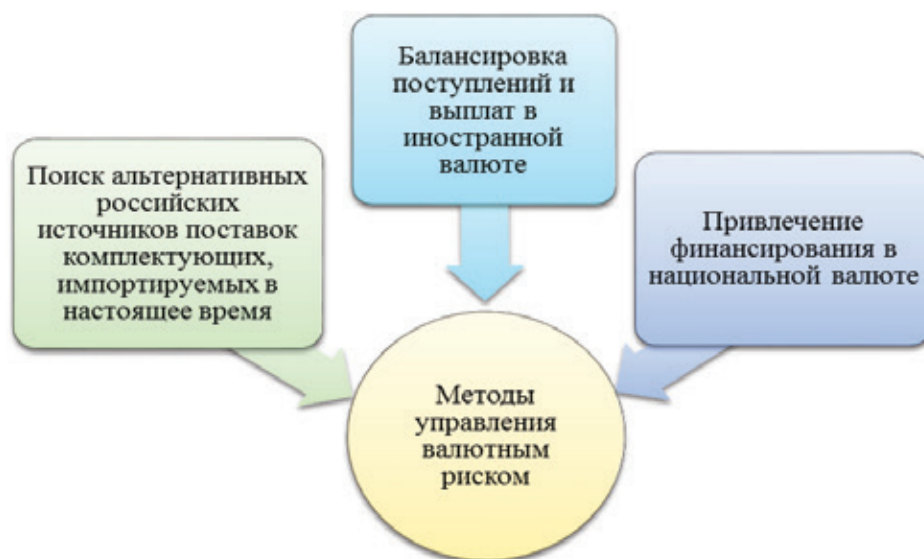 Балансировка
поступлений и
выплат в
иностранной
валюте
Поиск альтернативных
российских
источников поставок
комплектующих,
импортируемых в
настоящее время
Привлечение
финансирования в
национальной валюте
Методы
управления
валютным
риском